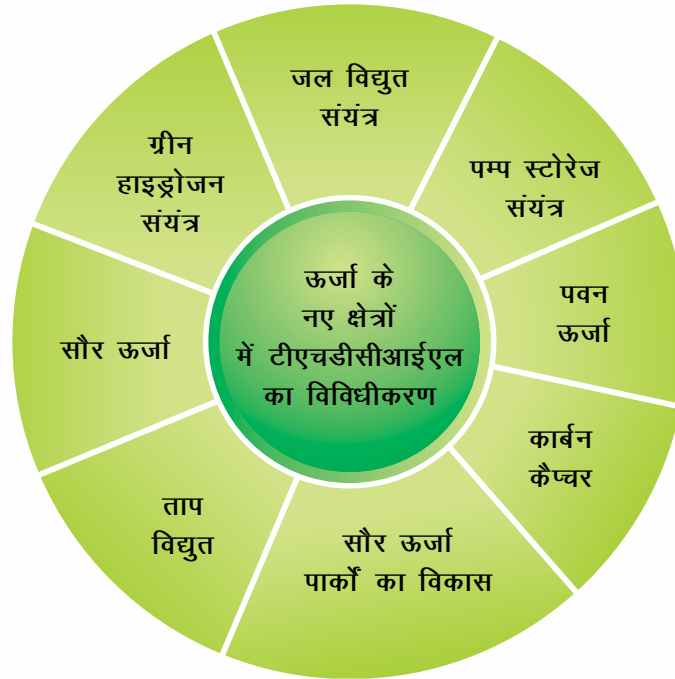 जल विद्युत
संयंत्र
पम्प स्टोरेज
संयंत्र
पवन
ऊर्जा
कार्बन
कैप्चर
सौर ऊर्जा
पार्कों का विकास
ताप
विद्युत
सौर ऊर्जा
ग्रीन
हाइड्रोजन
संयंत्र
ऊर्जा के
नए क्षेत्रों
में टीएचडीसीआईएल
का विविधीकरण